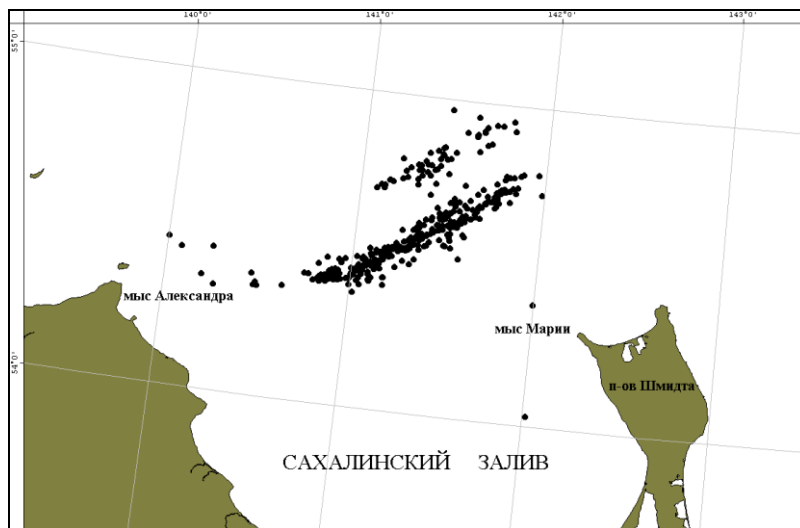 140°0'
141°0'
142°0'
143°0'
55°0'
мыс Александра
мыс Марии
54°0'
п-ов Шмидта
САХАЛИНСКИЙ ЗАЛИВ